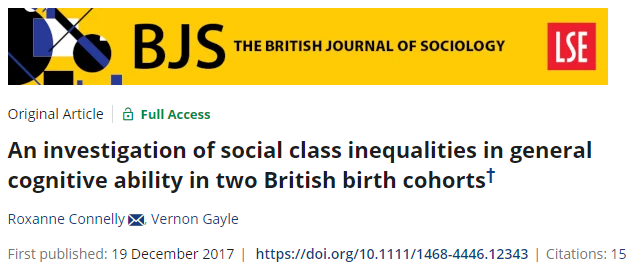 BJS THE BRITISH JOURNAL OF SOCIOLOGY LSE
Original Article | Full Access
An investigation of social class inequalities in general
cognitive ability in two British birth cohorts†
Roxanne Connelly, Vernon Gayle
First published: 19 December 2017 | https://doi.org/10.1111/1468-4446.12343 | Citations: 15